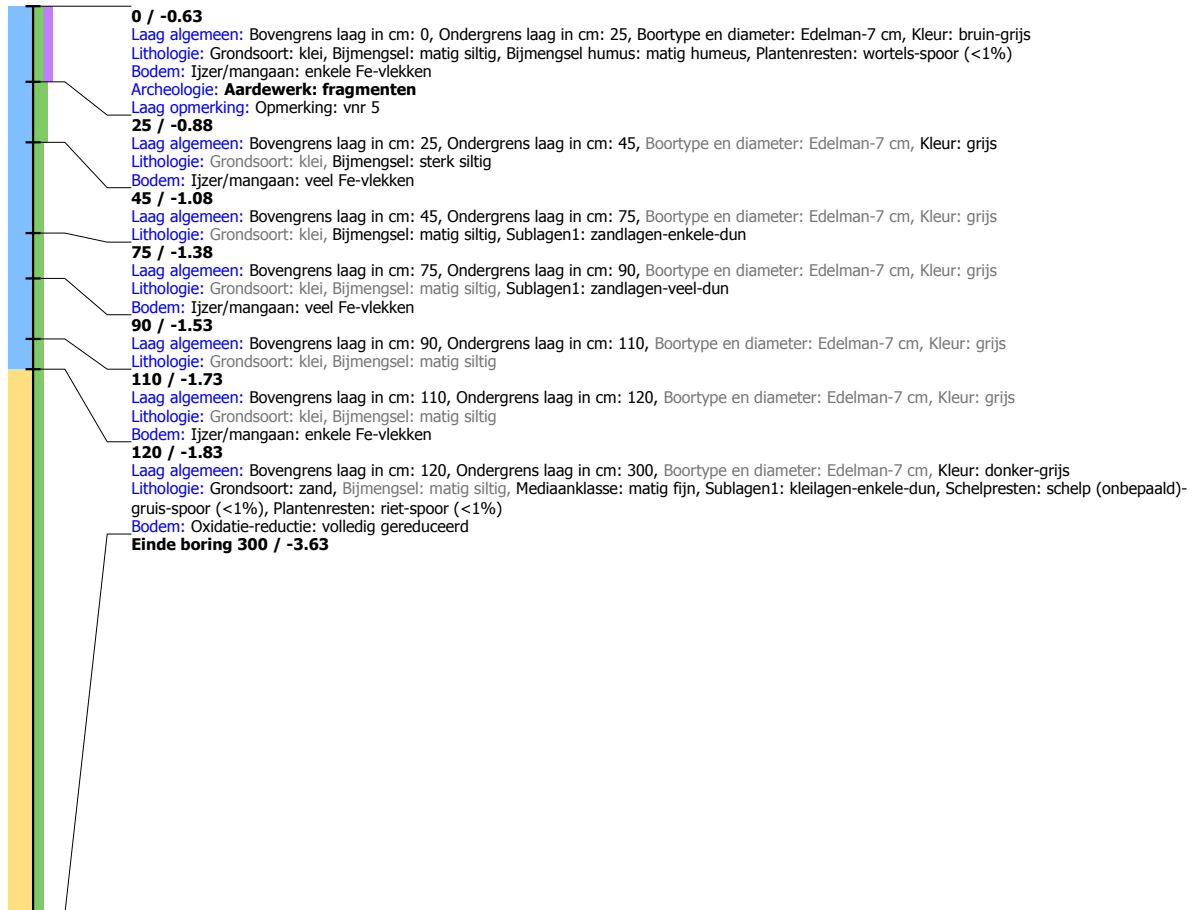 0 / -0.63
Laag algemeen: Bovengrens laag in cm: 0, Ondergrens laag in cm: 25, Boortype en diameter: Edelman-7 cm, Kleur: bruin-grijs
Lithologie: Grondsoort: klei, Bijmengsel: matig siltig, Bijmengsel humus: matig humeus, Plantenresten: wortels-spoor (<1%)
Bodem: Ijzer/mangaan: enkele Fe-vlekken
Archeologie: Aardewerk: fragmenten
Laag opmerking: Opmerking: vnr 5
25 / -0.88
Laag algemeen: Bovengrens laag in cm: 25, Ondergrens laag in cm: 45, Boortype en diameter: Edelman-7 cm, Kleur: grijs
Lithologie: Grondsoort: klei, Bijmengsel: sterk siltig
Bodem: Ijzer/mangaan: veel Fe-vlekken
45 / -1.08
Laag algemeen: Bovengrens laag in cm: 45, Ondergrens laag in cm: 75, Boortype en diameter: Edelman-7 cm, Kleur: grijs
Lithologie: Grondsoort: klei, Bijmengsel: matig siltig, Sublagen1: zandlagen-enkele-dun
75 / -1.38
Laag algemeen: Bovengrens laag in cm: 75, Ondergrens laag in cm: 90, Boortype en diameter: Edelman-7 cm, Kleur: grijs
Lithologie: Grondsoort: klei, Bijmengsel: matig siltig, Sublagen1: zandlagen-veel-dun
Bodem: Ijzer/mangaan: veel Fe-vlekken
90 / -1.53
Laag algemeen: Bovengrens laag in cm: 90, Ondergrens laag in cm: 110, Boortype en diameter: Edelman-7 cm, Kleur: grijs
Lithologie: Grondsoort: klei, Bijmengsel: matig siltig
110 / -1.73
Laag algemeen: Bovengrens laag in cm: 110, Ondergrens laag in cm: 120, Boortype en diameter: Edelman-7 cm, Kleur: grijs
Lithologie: Grondsoort: klei, Bijmengsel: matig siltig
Bodem: Ijzer/mangaan: enkele Fe-vlekken
120 / -1.83
Laag algemeen: Bovengrens laag in cm: 120, Ondergrens laag in cm: 300, Boortype en diameter: Edelman-7 cm, Kleur: donker-grijs
Lithologie: Grondsoort: zand, Bijmengsel: matig siltig, Mediaanklasse: matig fijn, Sublagen1: kleilagen-enkele-dun, Schelpresten: schelp (onbepaald)-
gruis-spoor (<1%), Plantenresten: riet-spoor (<1%)
Bodem: Oxidatie-reductie: volledig gereduceerd
Einde boring 300 / -3.63